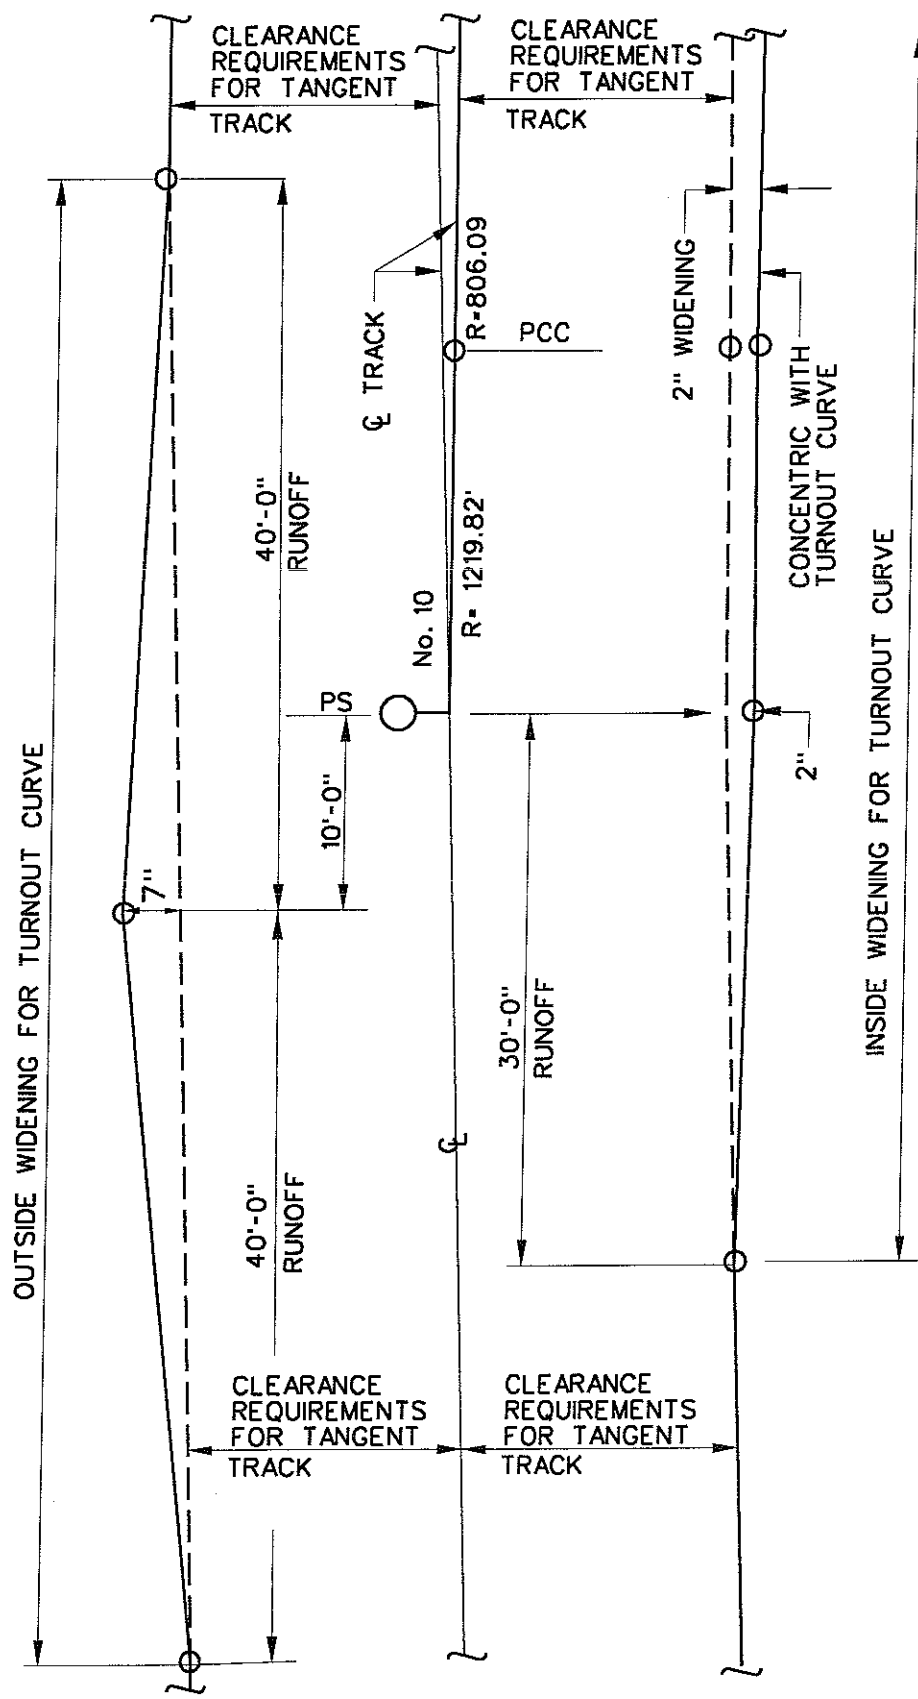 CLEARANCE
REQUIREMENTS
FOR TANGENT
TRACK
CLEARANCE
REQUIREMENTS
FOR TANGENT
TRACK
OUTSIDE WIDENING FOR TURNOUT CURVE
40'-0"
RUNOFF
7"
40'-0"
RUNOFF
℄ TRACK
R=806.09
PCC
No. 10
R= 1219.82'
PS
10'-0"
30'-0"
RUNOFF
℄
2" WIDENING
CONCENTRIC WITH
TURNOUT CURVE
2"
INSIDE WIDENING FOR TURNOUT CURVE
CLEARANCE
REQUIREMENTS
FOR TANGENT
TRACK
CLEARANCE
REQUIREMENTS
FOR TANGENT
TRACK